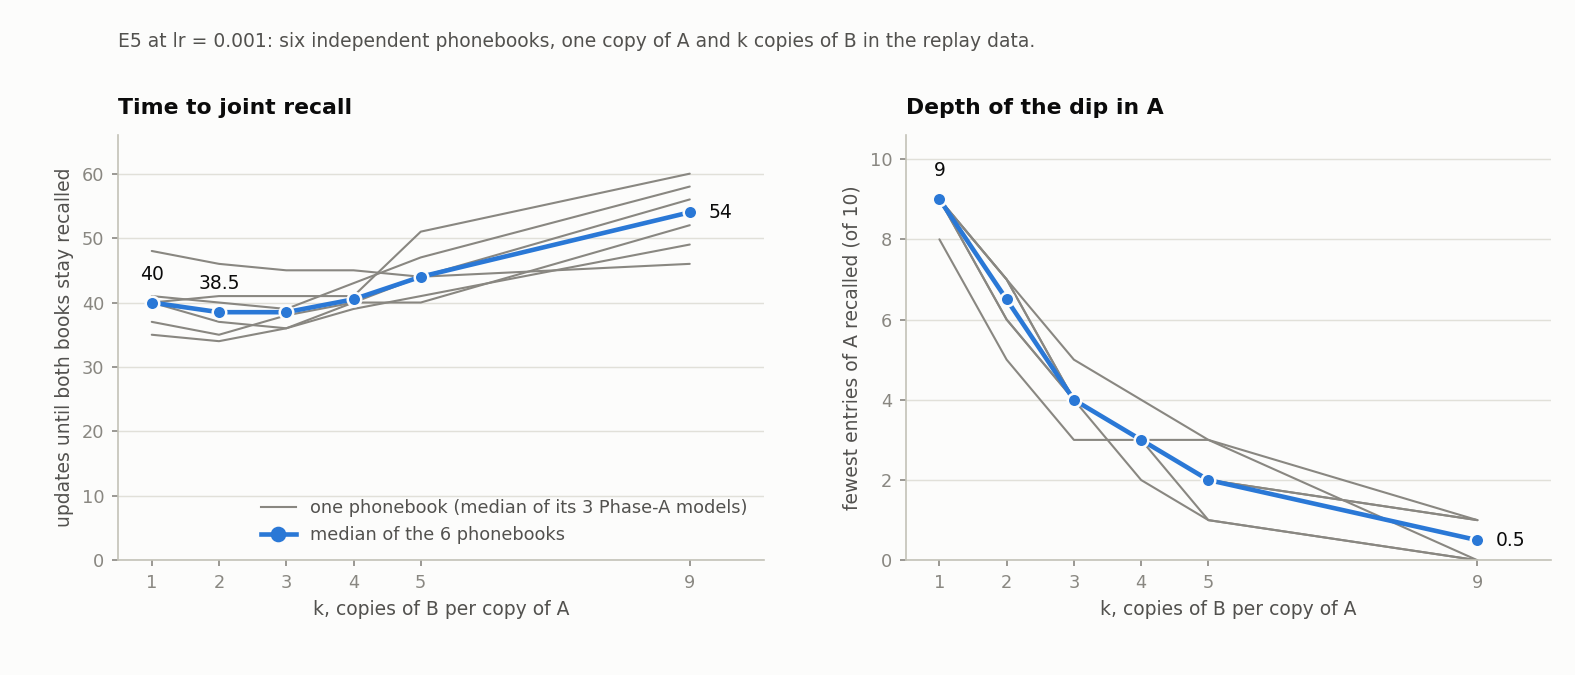 E5 at lr = 0.001: six independent phonebooks, one copy of A and k copies of B in the replay data.
Time to joint recall
updates until both books stay recalled
60
50
40
30
20
10
0
40
38.5
54
one phonebook (median of its 3 Phase-A models)
median of the 6 phonebooks
1 2 3 4 5 9
k, copies of B per copy of A
Depth of the dip in A
fewest entries of A recalled (of 10)
10
8
6
4
2
0
9
0.5
1 2 3 4 5 9
k, copies of B per copy of A